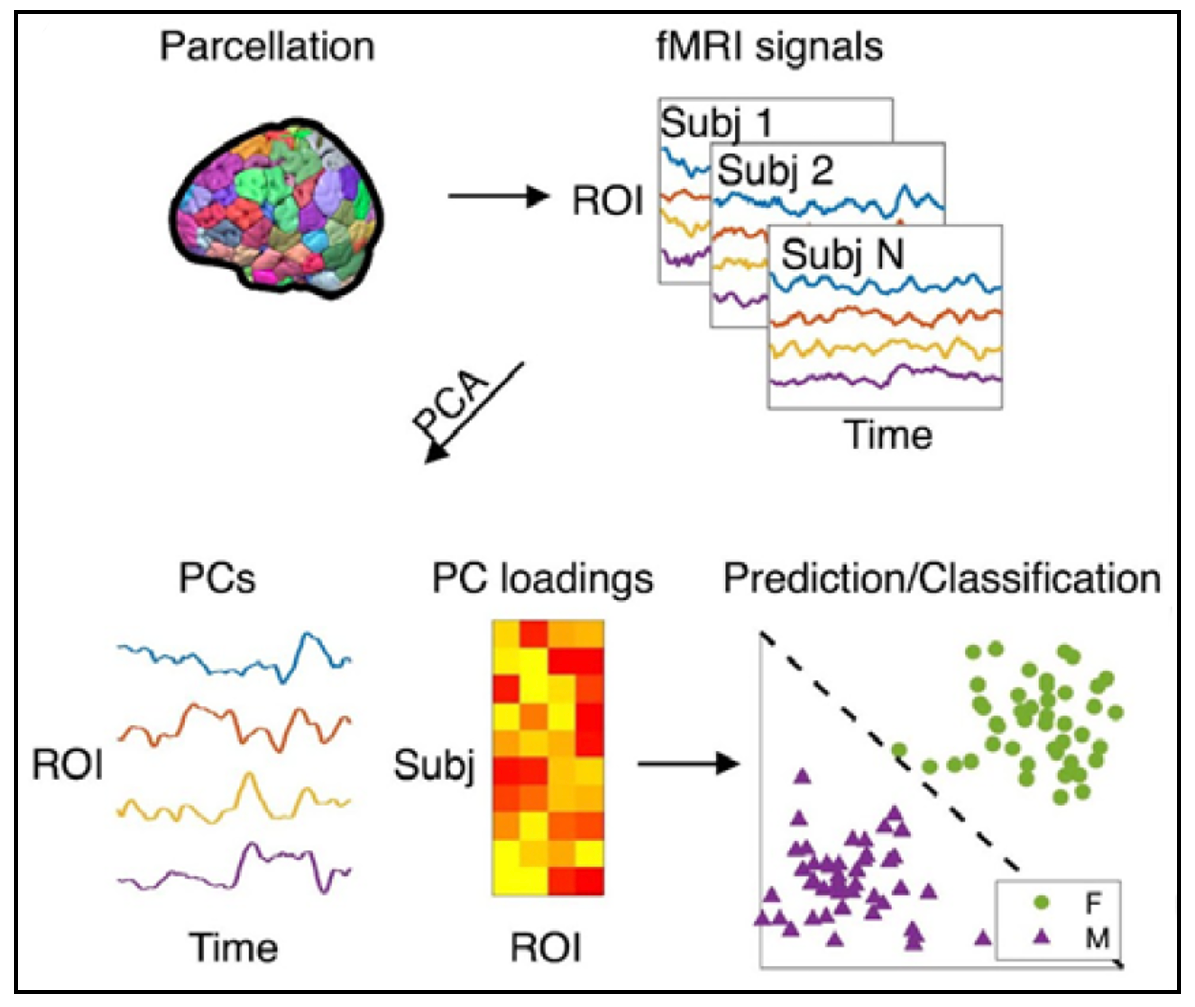 Parcellation
fMRI signals
Subj 1
Subj 2
ROI
Subj N
Time
PCA
PCs
PC loadings
Prediction/Classification
ROI
Subj
F
M
Time
ROI